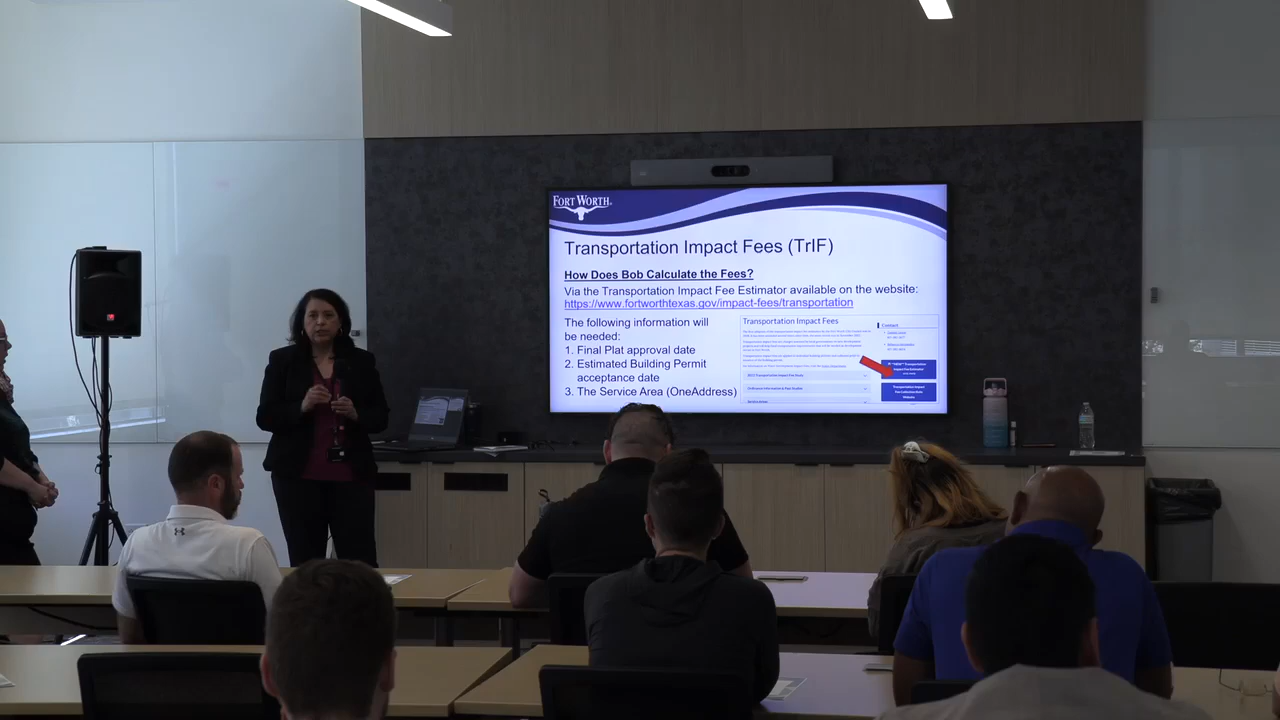 FORT WORTH
Transportation Impact Fees (TrIF)
How Does Bob Calculate the Fees?
Via the Transportation Impact Fee Estimator available on the website:
https://www.fortworthtexas.gov/impact-fees/transportation
The following information will
be needed.
1. Final Plat approval date
2. Estimated Building Permit
acceptance date
3. The Service Area (OneAddress)
Transportation Impact Fees
Contact